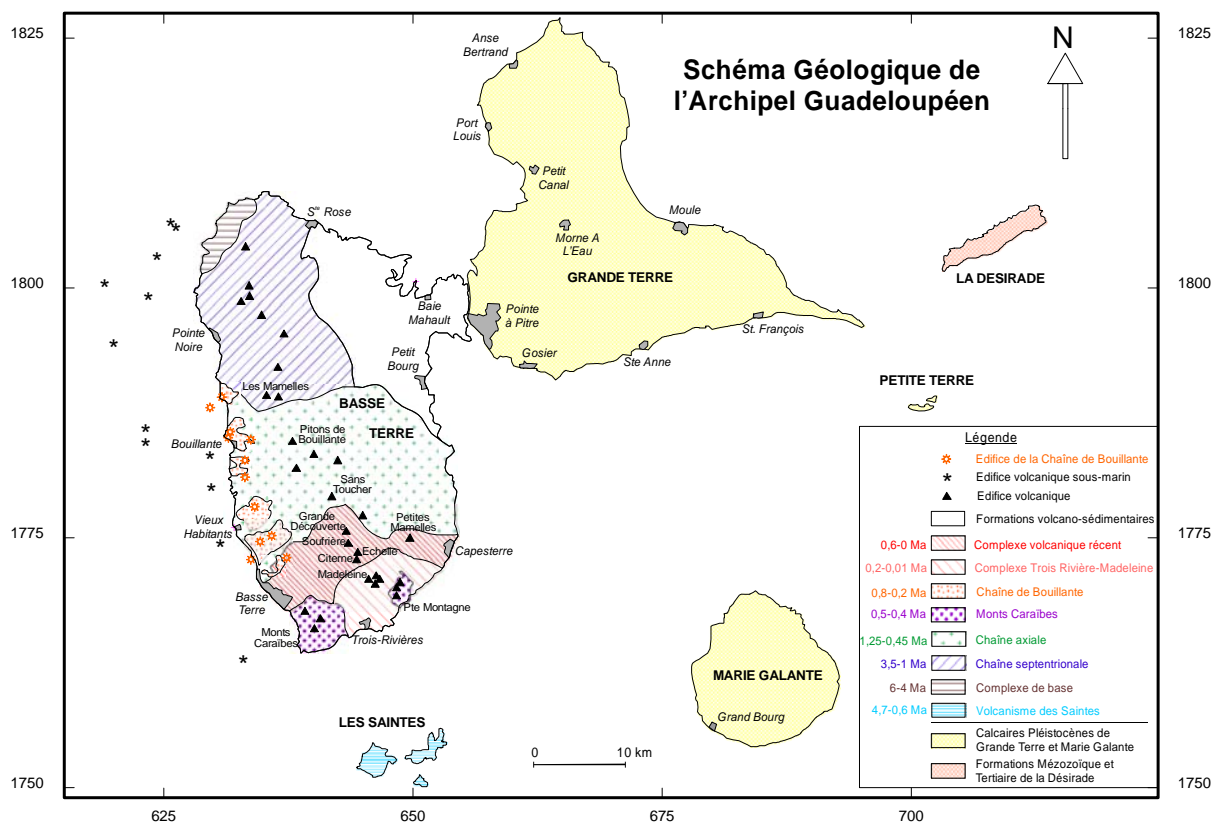 Schéma Géologique de
l'Archipel Guadeloupéen
N
1825
1825
1800
1800
1775
1775
1750
1750
625
650
675
700
Anse
Bertrand
Port
Louis
Petit
Canal
Morne A
L'Eau
Moule
GRANDE TERRE
Pointe
à Pitre
Gosier
Ste Anne
St. François
LA DESIRADE
PETITE TERRE
Ste Rose
Baie
Mahault
Petit
Bourg
Pointe
Noire
Les Mamelles
BASSE
TERRE
Pitons de
Bouillante
Bouillante
Sans
Toucher
Vieux
Habitants
Grande
Découverte
Petites
Mamelles
Soufrière
Echelle
Citerne
Capesterre
Madeleine
Basse
Terre
Pte Montagne
Monts
Caraïbes
Trois-Rivières
LES SAINTES
0 10 km
MARIE GALANTE
Grand Bourg
Légende
Edifice de la Chaîne de Bouillante
Edifice volcanique sous-marin
Edifice volcanique
Formations volcano-sédimentaires
0,6-0 Ma Complexe volcanique récent
0,2-0,01 Ma Complexe Trois Rivière-Madeleine
0,8-0,2 Ma Chaîne de Bouillante
0,5-0,4 Ma Monts Caraïbes
1,25-0,45 Ma Chaîne axiale
3,5-1 Ma Chaîne septentrionale
6-4 Ma Complexe de base
4,7-0,6 Ma Volcanisme des Saintes
Calcaires Pléistocènes de
Grande Terre et Marie Galante
Formations Mézozoïque et
Tertiaire de la Désirade